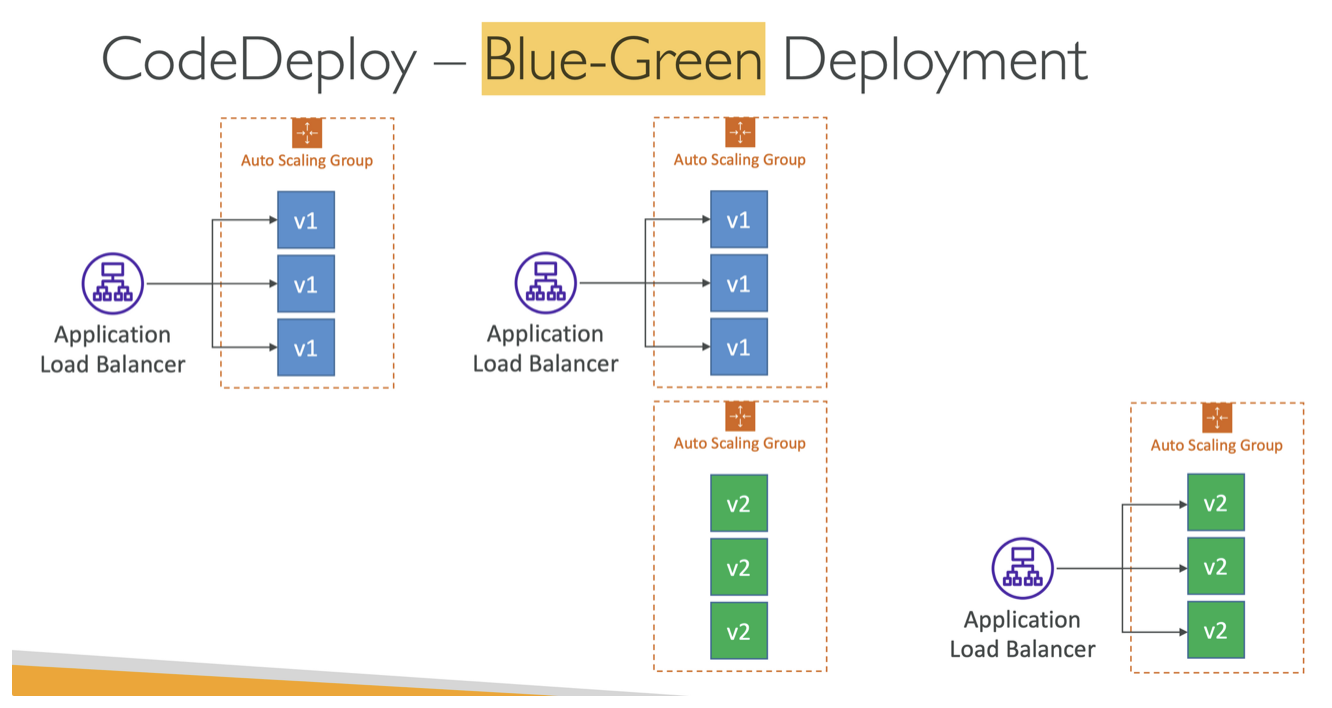 CodeDeploy – Blue-Green Deployment
Auto Scaling Group
v1
v1
v1
Application
Load Balancer
Auto Scaling Group
v1
v1
v1
Application
Load Balancer
Auto Scaling Group
v2
v2
v2
Auto Scaling Group
v2
v2
v2
Application
Load Balancer